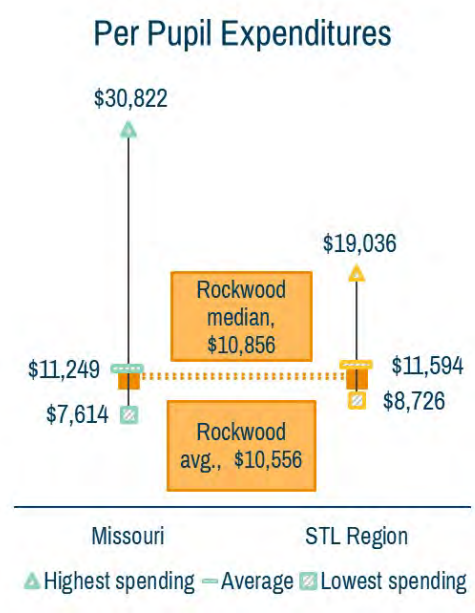 Per Pupil Expenditures
$30,822
$19,036
Rockwood
median,
$10,856
$11,249
$11,594
$7,614
$8,726
Rockwood
avg., $10,556
Missouri
STL Region
Highest spending
Average
Lowest spending